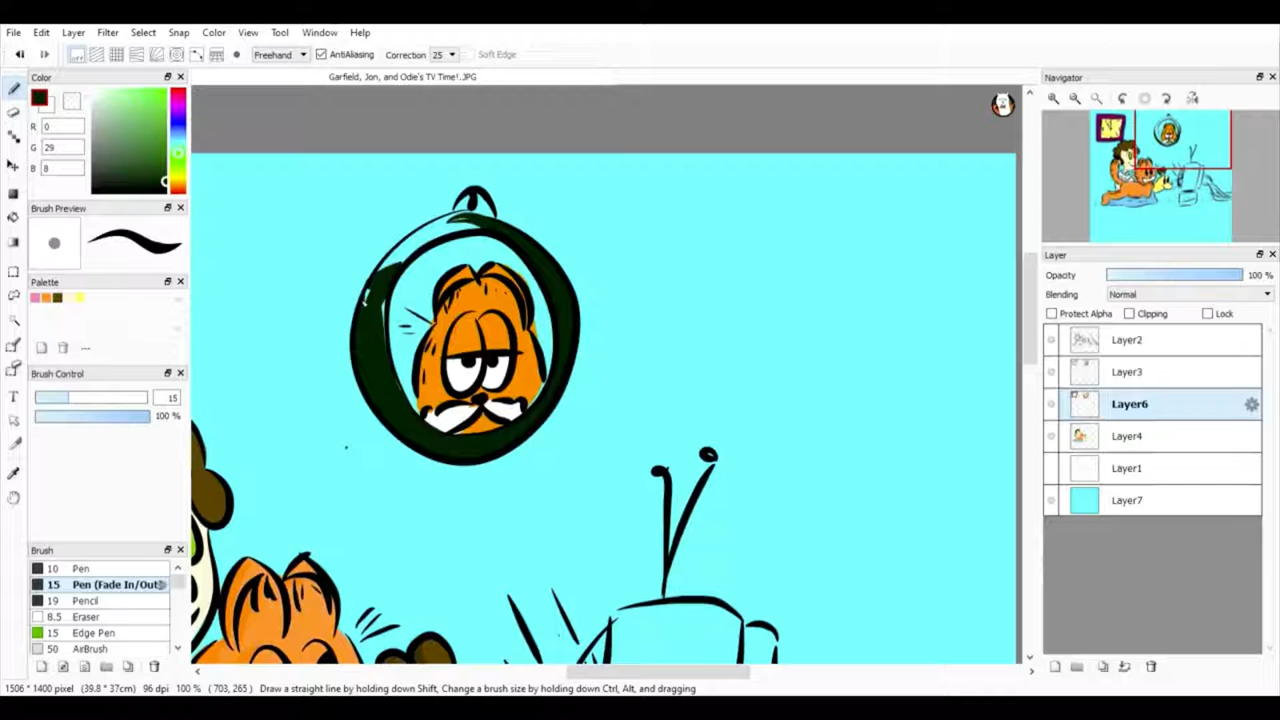 File Edit Layer Filter Select Snap Color View Tool Window Help
off Freehand AntiAliasing Correction 25 Soft Edge
Color
Garfield, Jon, and Odie's TV Time!.JPG
Navigator
R 0
G 29
B 8
Brush Preview
Layer
Opacity 100 %
Palette
Blending Normal
Protect Alpha Clipping Lock
Layer2
Layer3
Brush Control
15
Layer6
100 %
Layer4
Layer1
Layer7
Brush
10 Pen
15 Pen (Fade In/Out
19 Pencil
8.5 Eraser
15 Edge Pen
50 AirBrush
1506 * 1400 pixel (39.8 * 37cm) 96 dpi 100 % (703, 265) Draw a straight line by holding down Shift, Change a brush size by holding down Ctrl, Alt, and dragging